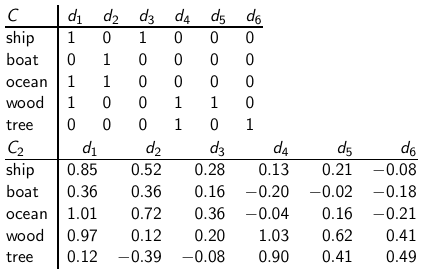 C d1 d2 d3 d4 d5 d6
ship 1 0 1 0 0 0
boat 0 1 0 0 0 0
ocean 1 1 0 0 0 0
wood 1 0 0 1 1 0
tree 0 0 0 1 0 1
C2 d1 d2 d3 d4 d5 d6
ship 0.85 0.52 0.28 0.13 0.21 −0.08
boat 0.36 0.36 0.16 −0.20 −0.02 −0.18
ocean 1.01 0.72 0.36 −0.04 0.16 −0.21
wood 0.97 0.12 0.20 1.03 0.62 0.41
tree 0.12 −0.39 −0.08 0.90 0.41 0.49